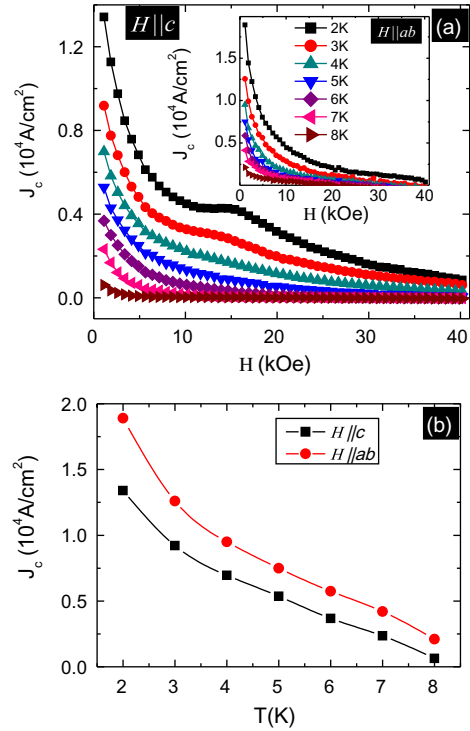 H||c
(a)
H||ab
2K
3K
4K
5K
6K
7K
8K
J_c (10^4A/cm^2)
1.5
1.0
0.5
0 10 20 30 40
H (kOe)
J_c (10^4A/cm^2)
1.2
0.8
0.4
0.0
0 10 20 30 40
H (kOe)
(b)
H||c
H||ab
J_c (10^4A/cm^2)
2.0
1.5
1.0
0.5
0.0
2 3 4 5 6 7 8
T(K)